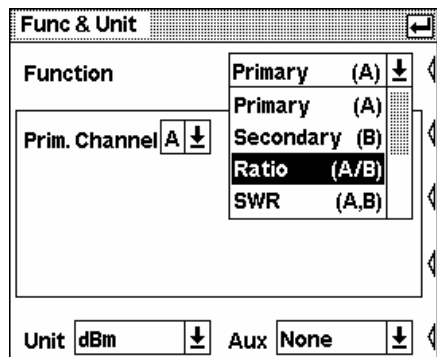 Func & Unit
Function Primary (A)
Primary (A)
Prim. Channel A Secondary (B)
Ratio (A/B)
SWR (A,B)
Unit dBm Aux None